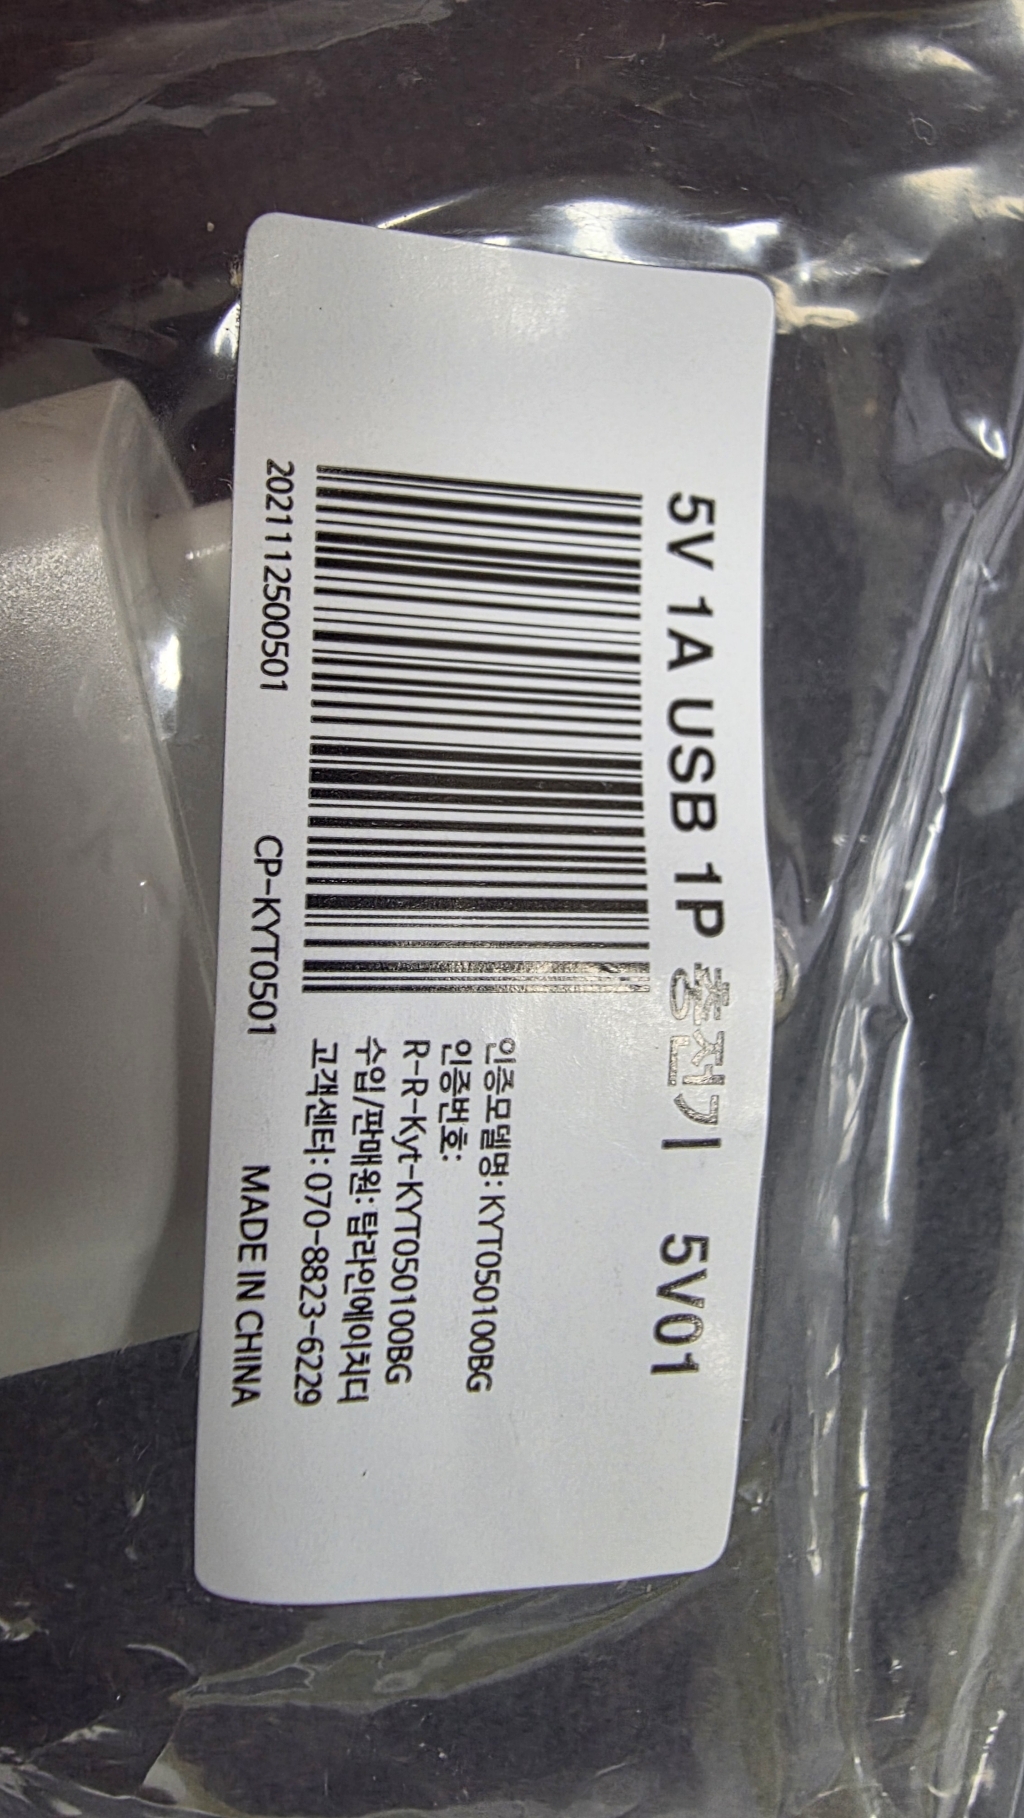 5V 1A USB 1P 충전기 5V01
인증모델명: KYT050100BG
인증번호:
R-R-Kyt-KYT050100BG
수입/판매원: 탑라인에이치디
고객센터: 070-8823-6229
2021112500501 CP-KYT0501 MADE IN CHINA